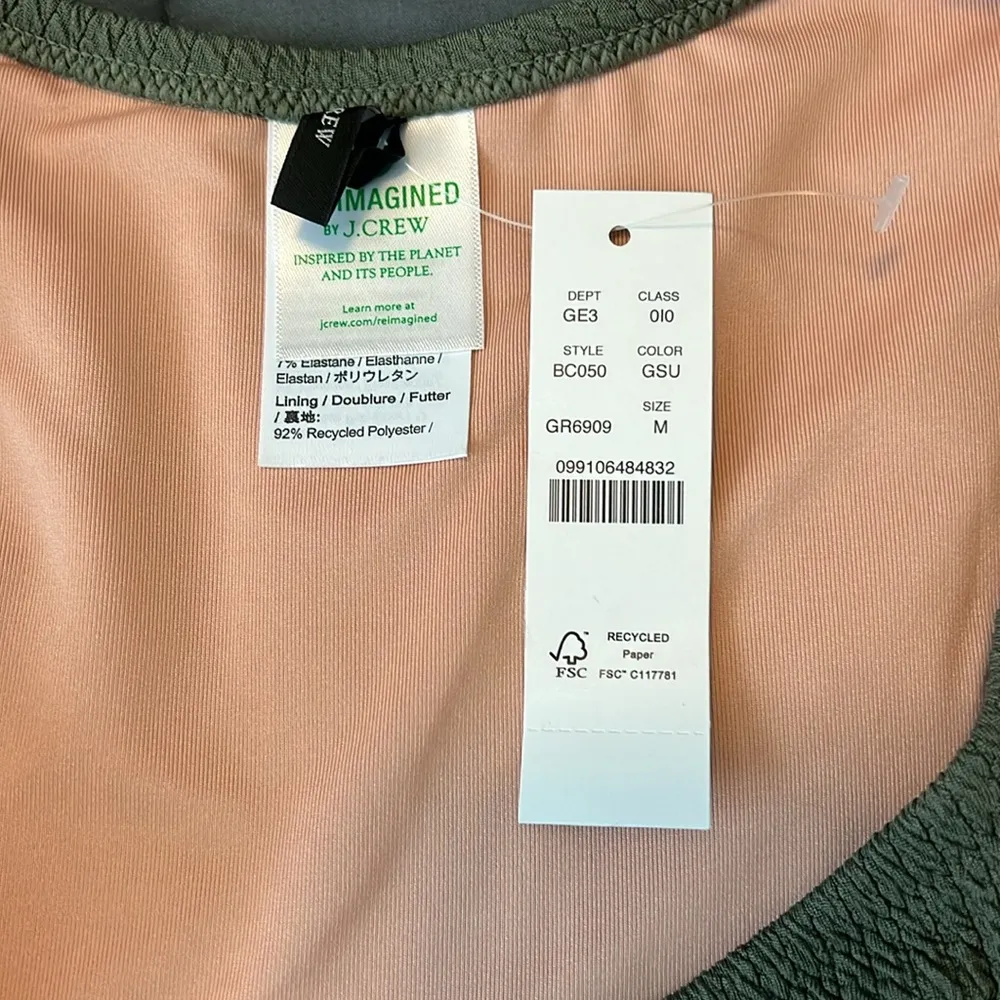 REW
IMAGINED
BY J.CREW
INSPIRED BY THE PLANET
AND ITS PEOPLE.
Learn more at
jcrew.com/reimagined
7% Elastane / Elasthanne /
Elastan / ポリウレタン
Lining / Doublure / Futter
/ 裏地:
92% Recycled Polyester /
DEPT CLASS
GE3 0I0
STYLE COLOR
BC050 GSU
SIZE
GR6909 M
099106484832
RECYCLED
Paper
FSC FSC™ C117781